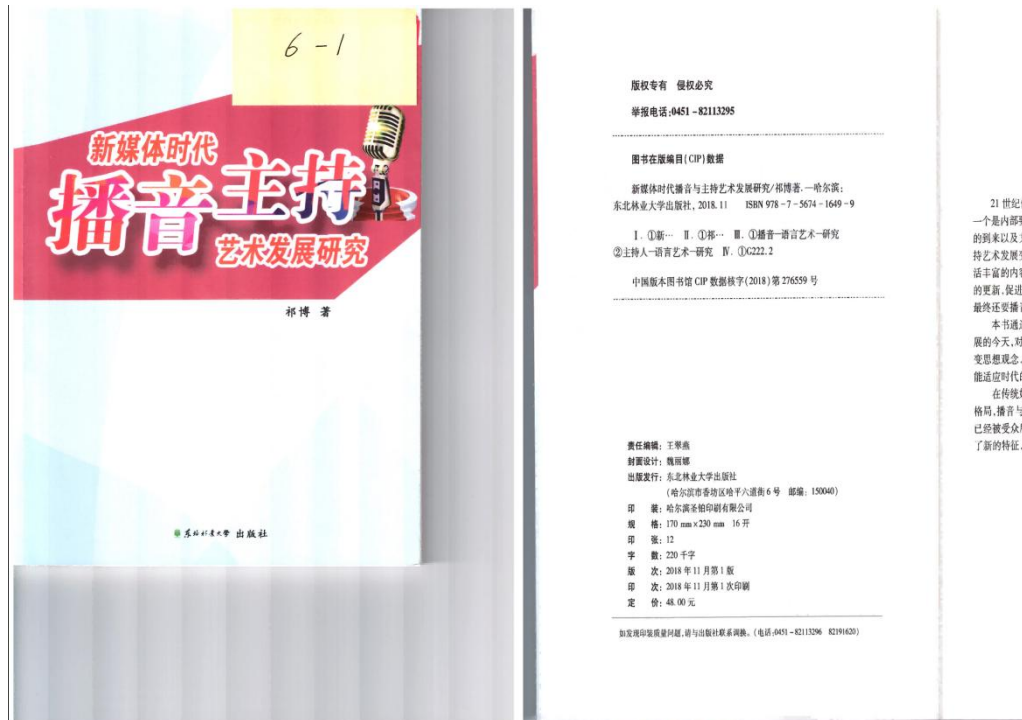 6-1
新媒体时代
播音主持
艺术发展研究
祁博 著
东北林业大学 出版社
版权专有 侵权必究
举报电话:0451-82113295
图书在版编目(CIP)数据
新媒体时代播音与主持艺术发展研究/祁博著.—哈尔滨:
东北林业大学出版社,2018.11 ISBN 978-7-5674-1649-9
Ⅰ.①新… Ⅱ.①祁… Ⅲ.①播音—语言艺术—研究
②主持人—语言艺术—研究 Ⅳ.①G222.2
中国版本图书馆CIP数据核字(2018)第276559号
责任编辑:王翠燕
封面设计:魏丽娜
出版发行:东北林业大学出版社
(哈尔滨市香坊区哈平六道街6号 邮编:150040)
印 装:哈尔滨圣铂印刷有限公司
规 格:170 mm×230 mm 16开
印 张:12
字 数:220千字
版 次:2018年11月第1版
印 次:2018年11月第1次印刷
定 价:48.00元
如发现印装质量问题,请与出版社联系调换。(电话:0451-82113296 82191620)
21世纪
一个是内部
的到来以及
持艺术发展
活丰富的内
的更新,促进
最终还要播
本书通
展的今天,对
变思想观念
能适应时代
在传统
格局,播音与
已经被受众
了新的特征